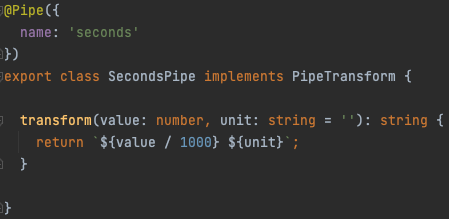 @Pipe({
  name: 'seconds'
})
export class SecondsPipe implements PipeTransform {
  transform(value: number, unit: string = ''): string {
    return `${value / 1000} ${unit}`;
  }
}